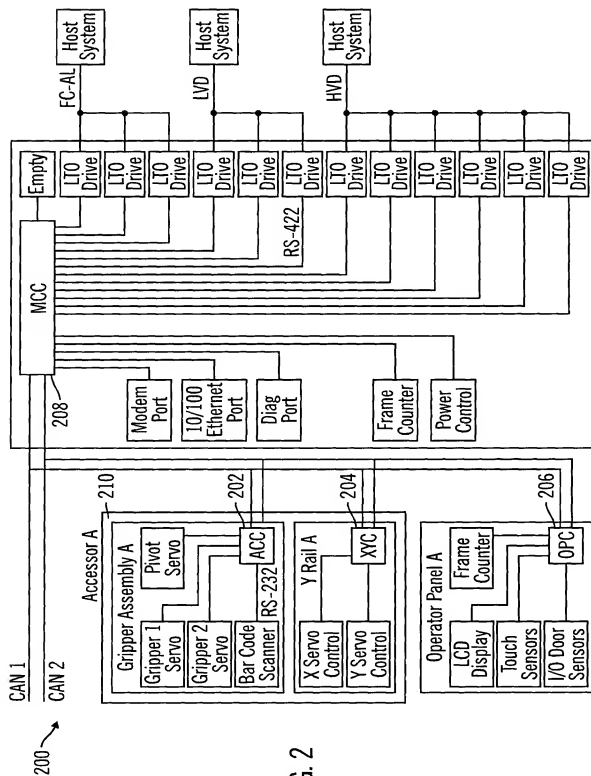 200
CAN 1
CAN 2
210
Accessor A
Gripper Assembly A
Gripper 1
Servo
Pivot
Servo
Gripper 2
Servo
Bar Code
Scanner
ACC
202
RS-232
Y Rail A
X Servo
Control
Y Servo
Control
XYC
204
Operator Panel A
LCD
Display
Frame
Counter
Touch
Sensors
I/O Door
Sensors
OPC
206
MCC
208
Modem
Port
10/100
Ethernet
Port
Diag
Port
Frame
Counter
Power
Control
RS-422
Empty
LTO
Drive
LTO
Drive
LTO
Drive
LTO
Drive
LTO
Drive
LTO
Drive
LTO
Drive
LTO
Drive
LTO
Drive
LTO
Drive
LTO
Drive
FC-AL
Host
System
LVD
Host
System
HVD
Host
System
G. 2